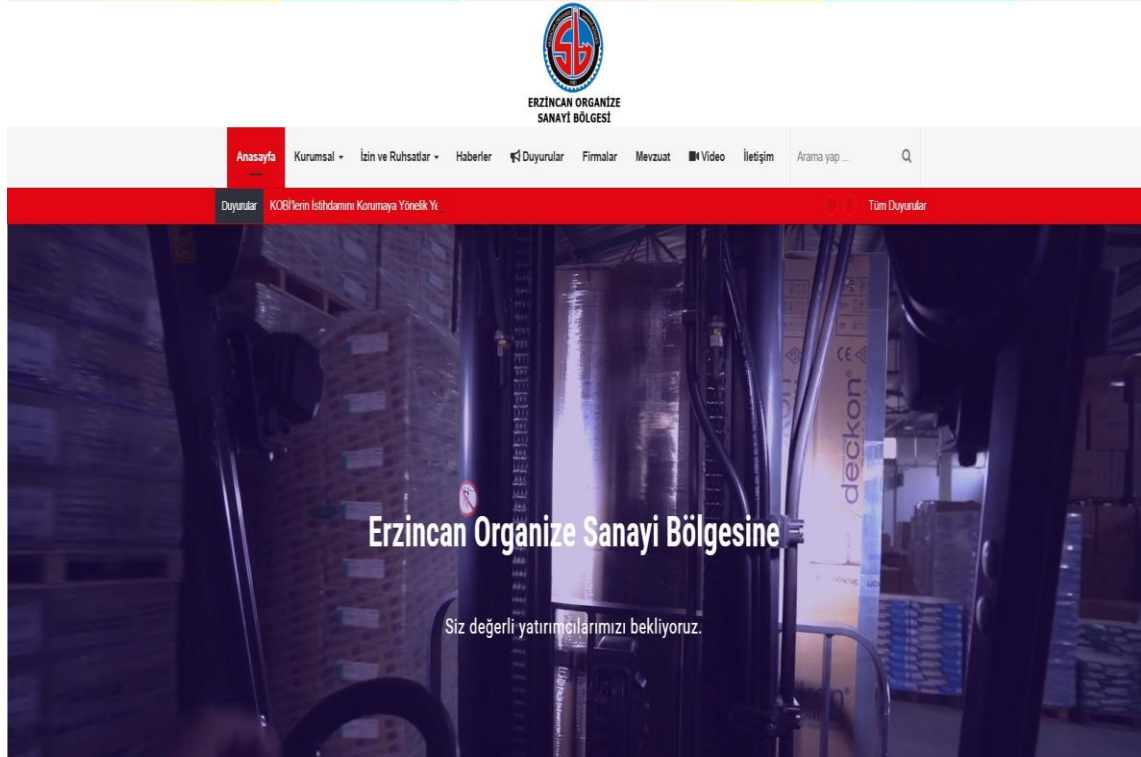 ERZİNCAN ORGANİZE
SANAYİ BÖLGESİ
Anasayfa Kurumsal İzin ve Ruhsatlar Haberler Duyurular Firmalar Mevzuat Video İletişim Arama yap ...
Duyurular KOBİ'lerin İstihdamını Korumaya Yönelik Ye_ Tüm Duyurular
deckon
Erzincan Organize Sanayi Bölgesine
Siz değerli yatırımcılarımızı bekliyoruz.